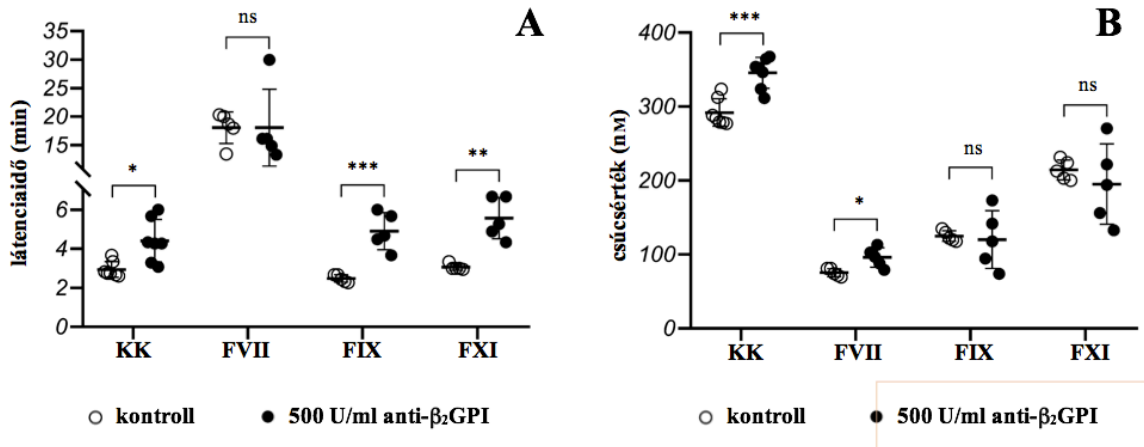 A
látenciaidő (min)
35
30
25
20
15
6
4
2
0
*
ns
***
**
KK FVII FIX FXI
kontroll 500 U/ml anti-β₂GPI
B
csúcsérték (nM)
400
300
200
100
0
***
*
ns
ns
KK FVII FIX FXI
kontroll 500 U/ml anti-β₂GPI